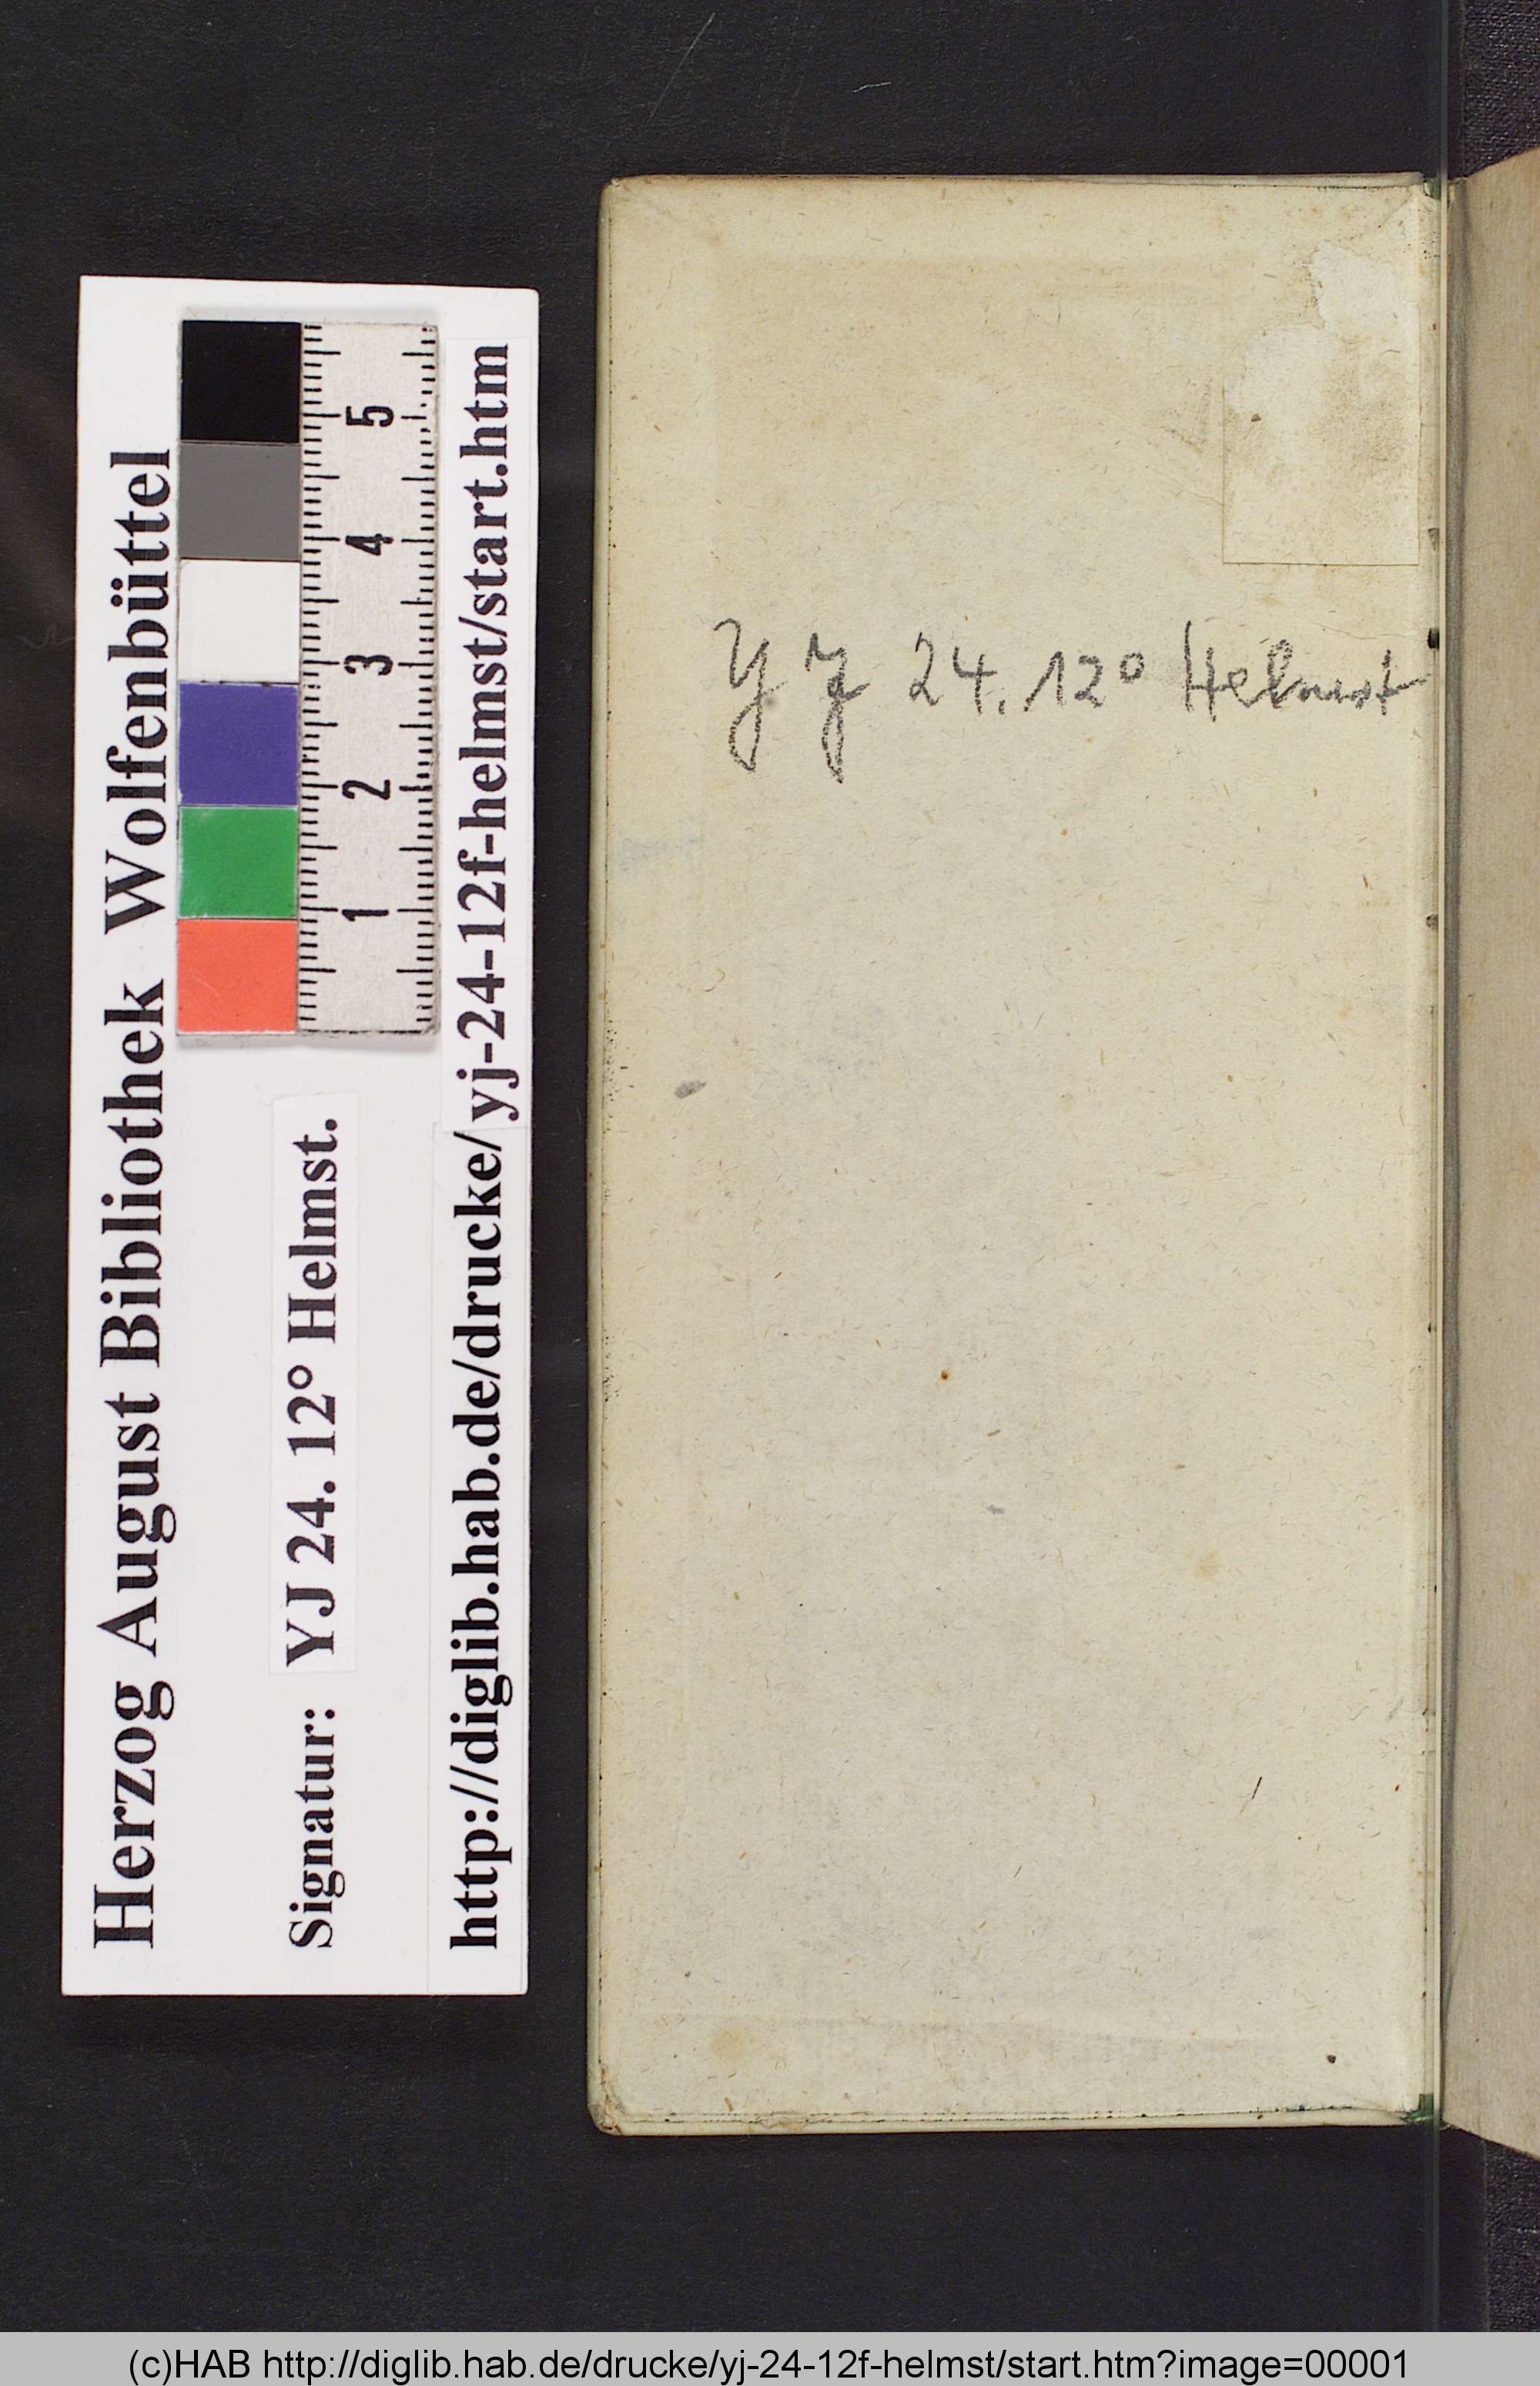 Herzog August Bibliothek Wolfenbüttel
Signatur: YJ 24. 12° Helmst.
http://diglib.hab.de/drucke/yj-24-12f-helmst/start.htm
1 2 3 4 5
YJ 24. 12° Helmst
(c)HAB http://diglib.hab.de/drucke/yj-24-12f-helmst/start.htm?image=00001